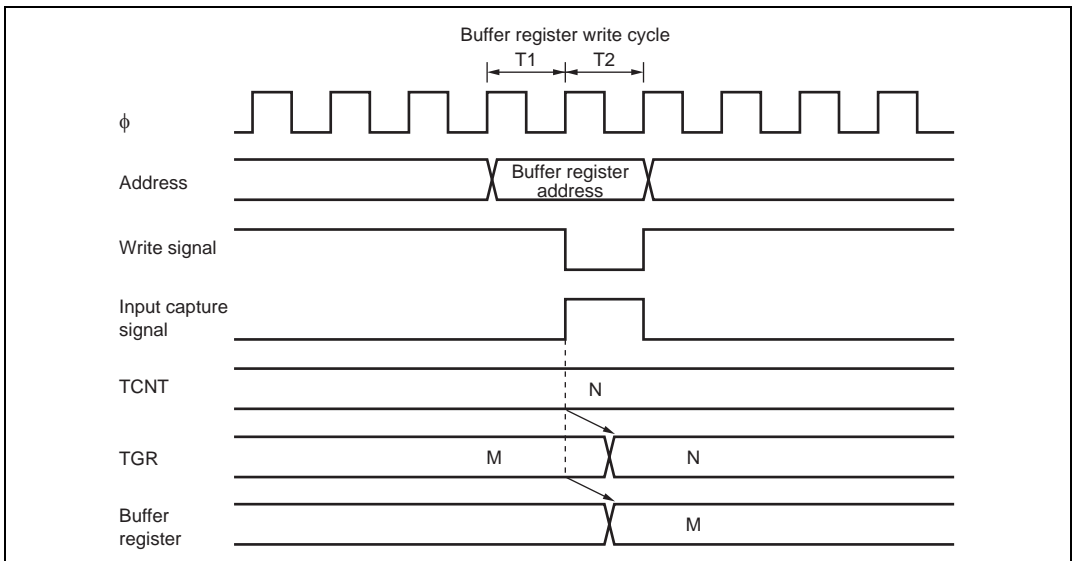 Buffer register write cycle
T1 T2
ϕ
Address
Buffer register
address
Write signal
Input capture
signal
TCNT
N
TGR
M N
Buffer
register
M